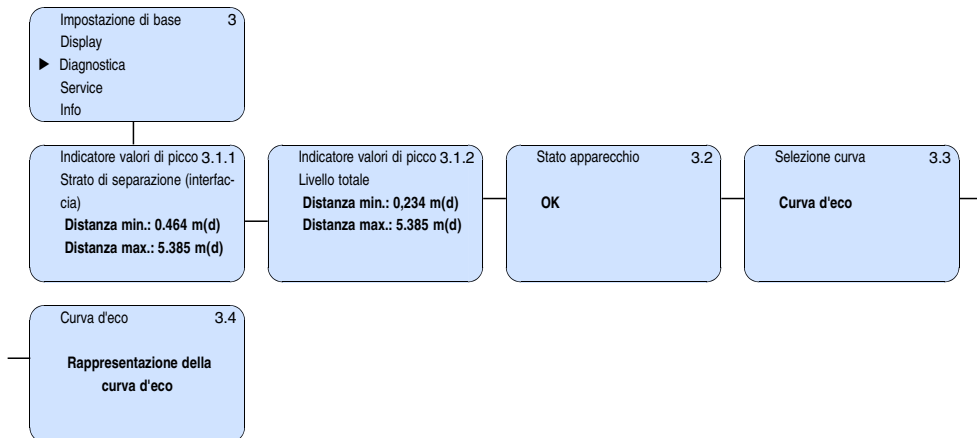 Impostazione di base 3
Display
▶ Diagnostica
Service
Info
Indicatore valori di picco 3.1.1
Strato di separazione (interfac-
cia)
Distanza min.: 0.464 m(d)
Distanza max.: 5.385 m(d)
Indicatore valori di picco 3.1.2
Livello totale
Distanza min.: 0,234 m(d)
Distanza max.: 5.385 m(d)
Stato apparecchio 3.2
OK
Selezione curva 3.3
Curva d'eco
Curva d'eco 3.4
Rappresentazione della
curva d'eco